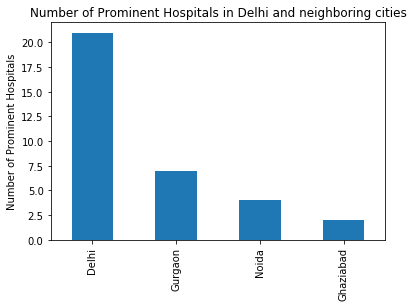 Number of Prominent Hospitals in Delhi and neighboring cities
Number of Prominent Hospitals
20.0
17.5
15.0
12.5
10.0
7.5
5.0
2.5
0.0
Delhi
Gurgaon
Noida
Ghaziabad